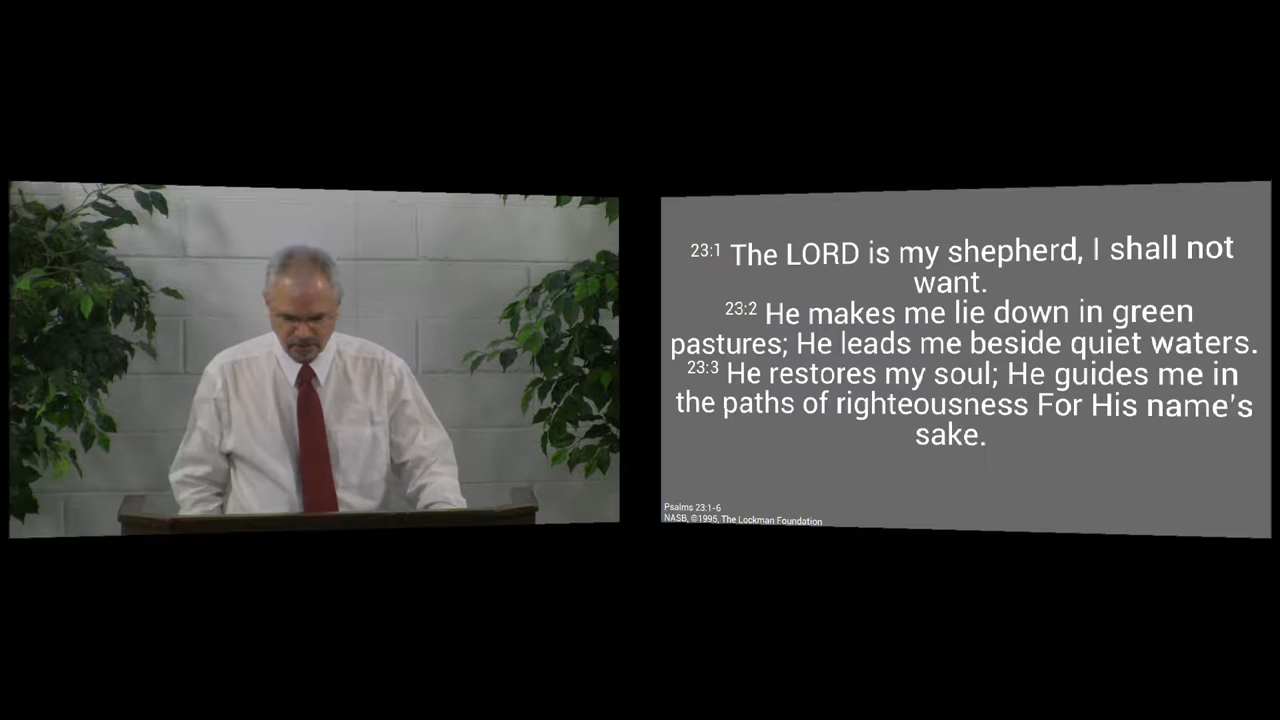 23:1 The LORD is my shepherd, I shall not
want.
23:2 He makes me lie down in green
pastures; He leads me beside quiet waters.
23:3 He restores my soul; He guides me in
the paths of righteousness For His name's
sake.
Psalms 23:1-6
NASB, ©1995, The Lockman Foundation